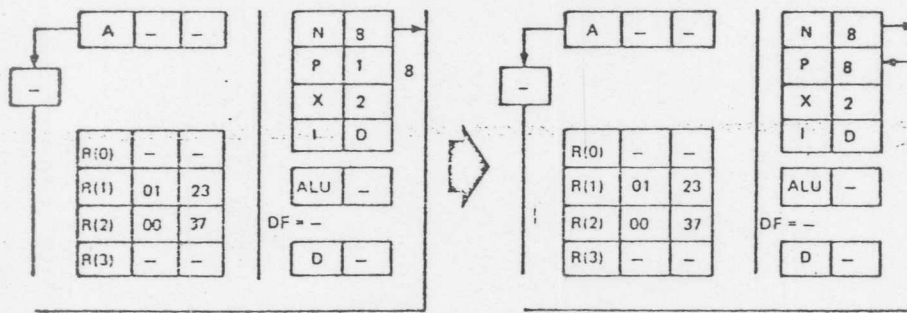 A – –
–
N 8
P 1
X 2
I D
8
R(0) – –
R(1) 01 23
R(2) 00 37
R(3) – –
ALU –
DF = –
D –
A – –
–
N 8
P 8
X 2
I D
R(0) – –
R(1) 01 23
R(2) 00 37
R(3) – –
ALU –
DF = –
D –